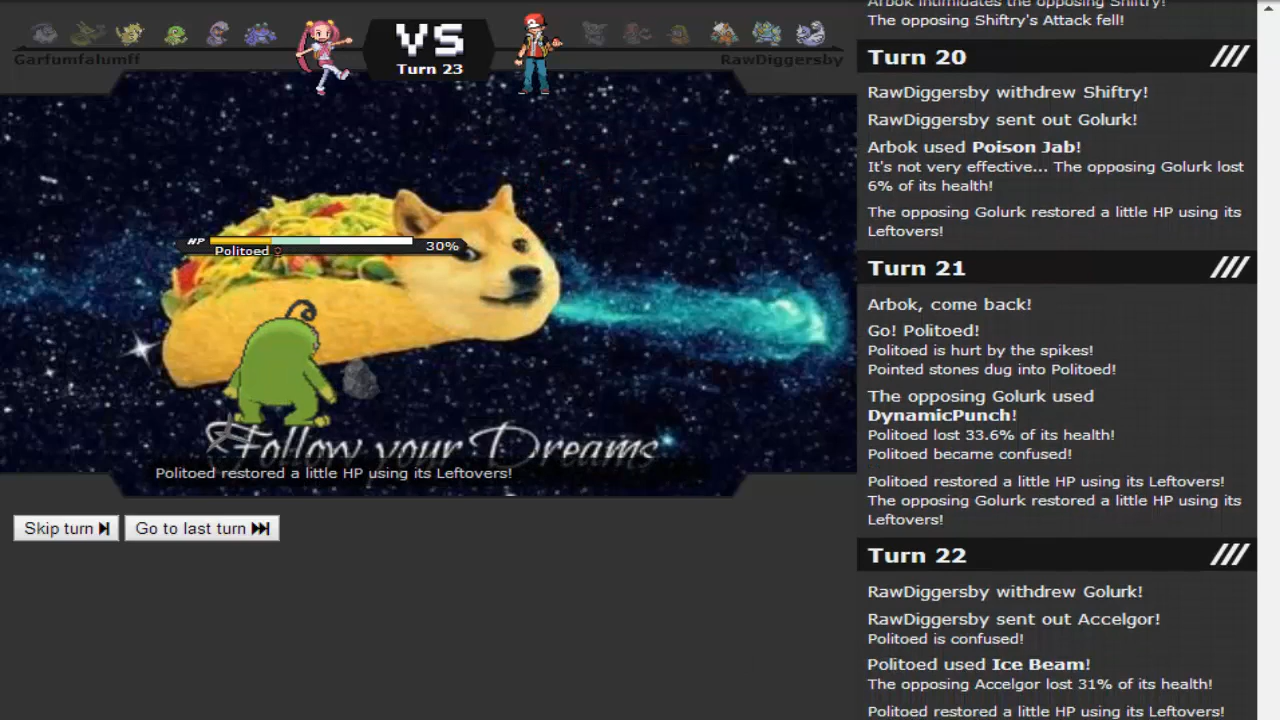 Garfumfalumff
VS
Turn 23
RawDiggersby
HP
Politoed
30%
Follow your Dreams
Politoed restored a little HP using its Leftovers!
Skip turn
Go to last turn
Arbok intimidates the opposing Shiftry!
The opposing Shiftry's Attack fell!
Turn 20
RawDiggersby withdrew Shiftry!
RawDiggersby sent out Golurk!
Arbok used Poison Jab!
It's not very effective... The opposing Golurk lost
6% of its health!
The opposing Golurk restored a little HP using its
Leftovers!
Turn 21
Arbok, come back!
Go! Politoed!
Politoed is hurt by the spikes!
Pointed stones dug into Politoed!
The opposing Golurk used
DynamicPunch!
Politoed lost 33.6% of its health!
Politoed became confused!
Politoed restored a little HP using its Leftovers!
The opposing Golurk restored a little HP using its
Leftovers!
Turn 22
RawDiggersby withdrew Golurk!
RawDiggersby sent out Accelgor!
Politoed is confused!
Politoed used Ice Beam!
The opposing Accelgor lost 31% of its health!
Politoed restored a little HP using its Leftovers!